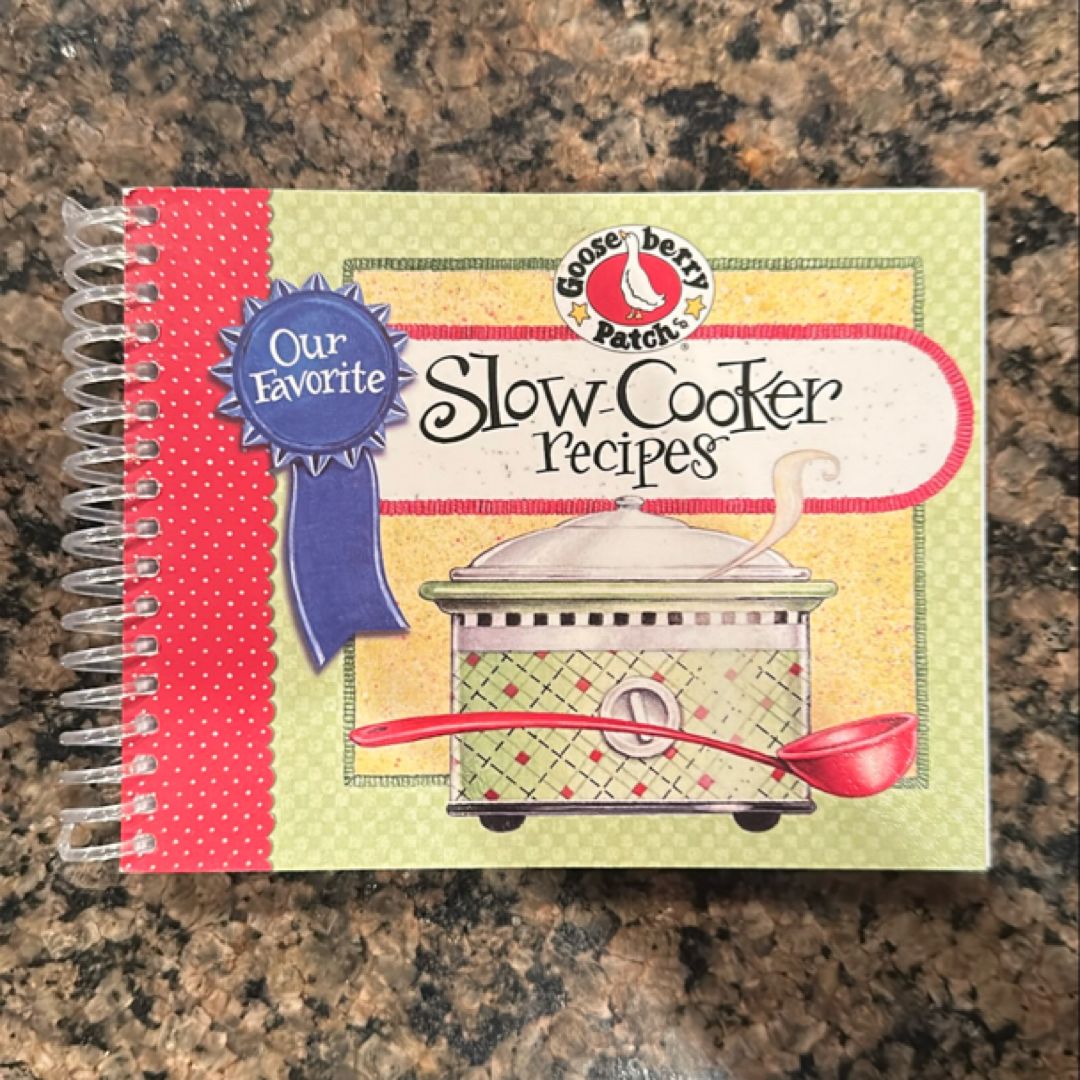 Goose berry
Patch®
Our
Favorite
Slow-Cooker
recipes